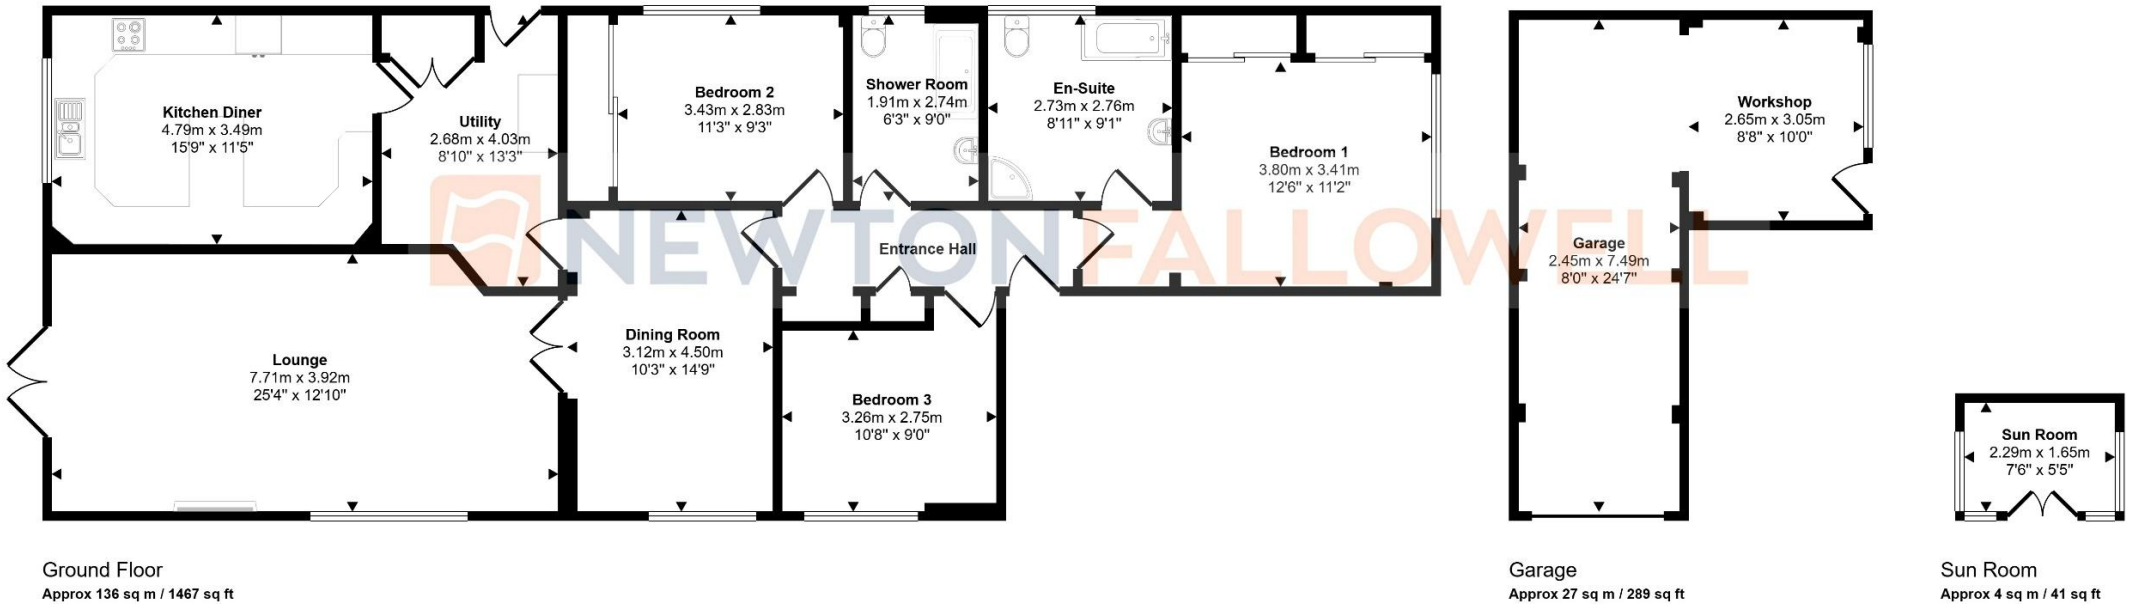 Kitchen Diner
4.79m x 3.49m
15'9" x 11'5"
Utility
2.68m x 4.03m
8'10" x 13'3"
Bedroom 2
3.43m x 2.83m
11'3" x 9'3"
Shower Room
1.91m x 2.74m
6'3" x 9'0"
En-Suite
2.73m x 2.76m
8'11" x 9'1"
Bedroom 1
3.80m x 3.41m
12'6" x 11'2"
Workshop
2.65m x 3.05m
8'8" x 10'0"
NEWTONFALLOWELL
Entrance Hall
Garage
2.45m x 7.49m
8'0" x 24'7"
Lounge
7.71m x 3.92m
25'4" x 12'10"
Dining Room
3.12m x 4.50m
10'3" x 14'9"
Bedroom 3
3.26m x 2.75m
10'8" x 9'0"
Sun Room
2.29m x 1.65m
7'6" x 5'5"
Ground Floor
Approx 136 sq m / 1467 sq ft
Garage
Approx 27 sq m / 289 sq ft
Sun Room
Approx 4 sq m / 41 sq ft